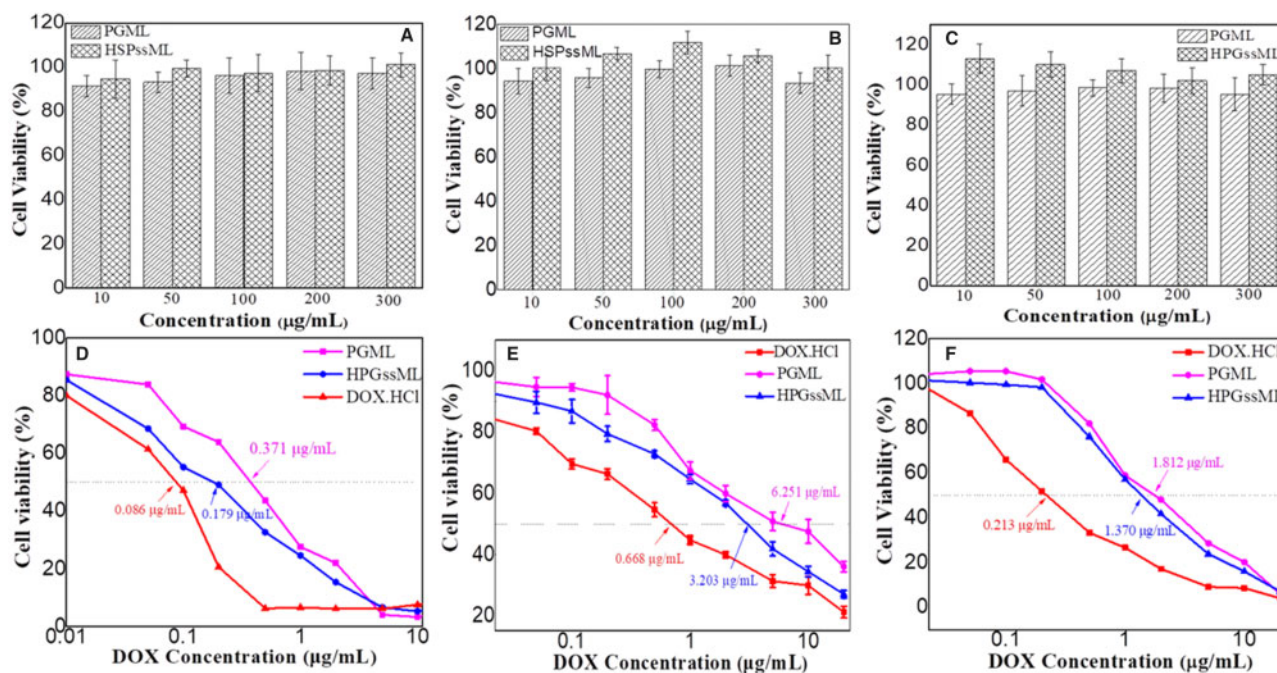 PGML
HSPssML
A
Cell Viability (%)
120
100
80
60
40
20
0
10 50 100 200 300
Concentration (μg/mL)
PGML
HSPssML
B
Cell Viability (%)
120
100
80
60
40
20
0
10 50 100 200 300
Concentration (μg/mL)
C
PGML
HPGssML
Cell Viability (%)
120
100
80
60
40
20
0
10 50 100 200 300
Concentration (μg/mL)
D
PGML
HPGssML
DOX.HCl
Cell viability (%)
100
80
60
40
20
0
0.371 μg/mL
0.086 μg/mL
0.179 μg/mL
0.01 0.1 1 10
DOX Concentration (μg/mL)
E
DOX.HCl
PGML
HPGssML
Cell viability (%)
100
80
60
40
20
6.251 μg/mL
0.668 μg/mL
3.203 μg/mL
0.1 1 10
DOX Concentration (μg/mL)
F
DOX.HCl
PGML
HPGssML
Cell Viability (%)
120
100
80
60
40
20
0
1.812 μg/mL
0.213 μg/mL
1.370 μg/mL
0.1 1 10
DOX Concentration (μg/mL)